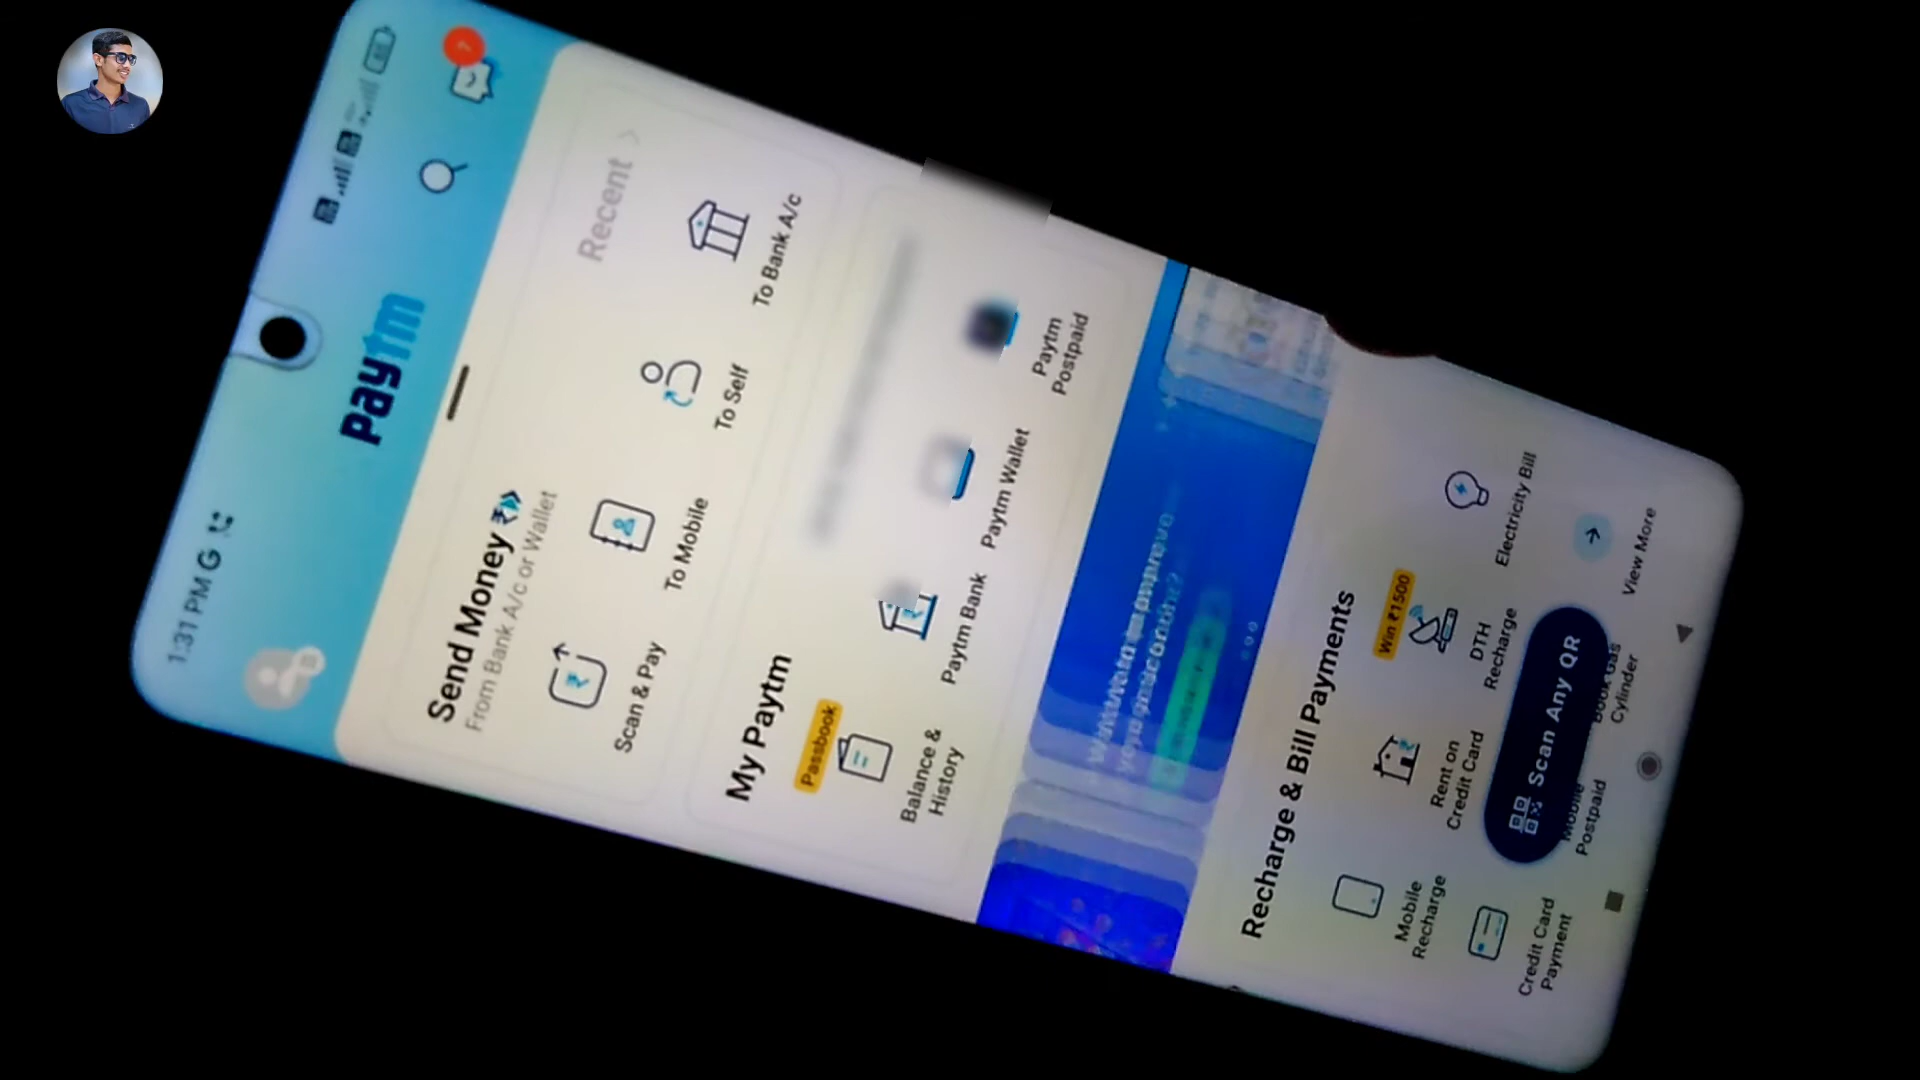 1:31 PM G
Paytm
Send Money
From Bank A/c or Wallet
Recent >
Scan & Pay
To Mobile
To Self
To Bank A/c
My Paytm
Passbook
Balance &
History
Paytm Bank
Paytm Wallet
Paytm
Postpaid
Recharge & Bill Payments
Win ₹1500
Mobile
Recharge
Rent on
Credit Card
DTH
Recharge
Electricity Bill
Credit Card
Payment
Mobile
Postpaid
Book Gas
Cylinder
View More
Scan Any QR